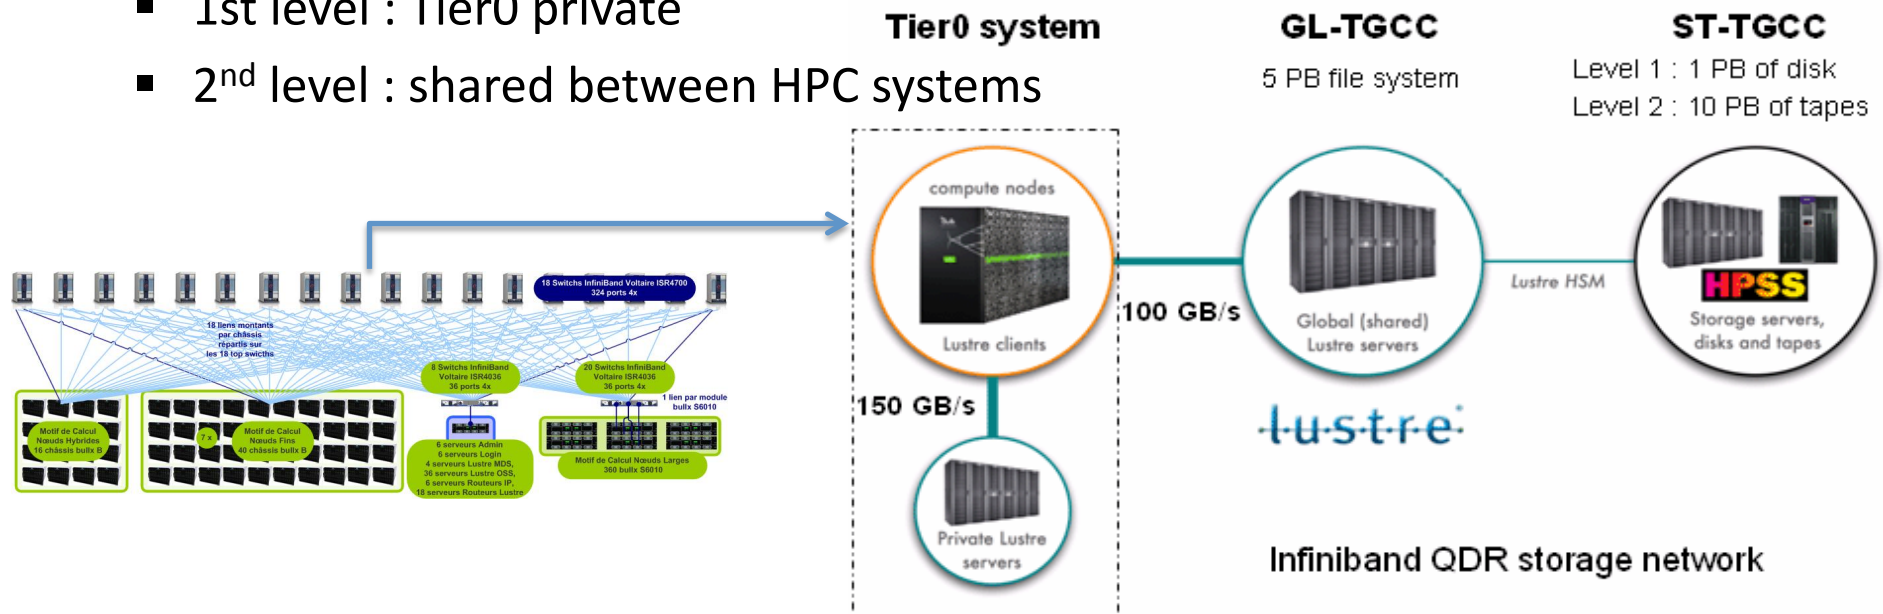 ▪ 1st level : Tier0 private
▪ 2nd level : shared between HPC systems
Tier0 system
GL-TGCC
5 PB file system
ST-TGCC
Level 1 : 1 PB of disk
Level 2 : 10 PB of tapes
18 Switchs InfiniBand Voltaire ISR4700
324 ports 4x
18 liens montants
par châssis
répartis sur
les 18 top swicths
8 Switchs InfiniBand
Voltaire ISR4036
36 ports 4x
20 Switchs InfiniBand
Voltaire ISR4036
36 ports 4x
1 lien par module
bullx S6010
Motif de Calcul
Nœuds Hybrides
16 châssis bullx B
7 x
Motif de Calcul
Nœuds Fins
40 châssis bullx B
6 serveurs Admin
6 serveurs Login
4 serveurs Lustre MDS,
36 serveurs Lustre OSS,
6 serveurs Routeurs IP,
18 serveurs Routeurs Lustre
Motif de Calcul Nœuds Larges
360 bullx S6010
compute nodes
Lustre clients
100 GB/s
150 GB/s
Private Lustre
servers
Global (shared)
Lustre servers
Lustre HSM
HPSS
Storage servers,
disks and tapes
l·u·s·t·r·e
Infiniband QDR storage network